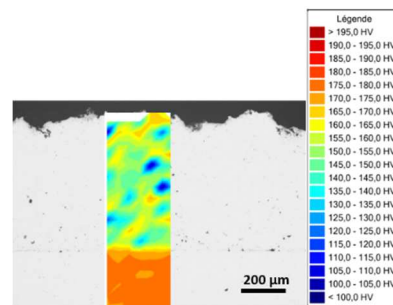 Légende
> 195,0 HV
190,0 - 195,0 HV
185,0 - 190,0 HV
180,0 - 185,0 HV
175,0 - 180,0 HV
170,0 - 175,0 HV
165,0 - 170,0 HV
160,0 - 165,0 HV
155,0 - 160,0 HV
150,0 - 155,0 HV
145,0 - 150,0 HV
140,0 - 145,0 HV
135,0 - 140,0 HV
130,0 - 135,0 HV
125,0 - 130,0 HV
120,0 - 125,0 HV
115,0 - 120,0 HV
110,0 - 115,0 HV
105,0 - 110,0 HV
100,0 - 105,0 HV
< 100,0 HV
200 µm